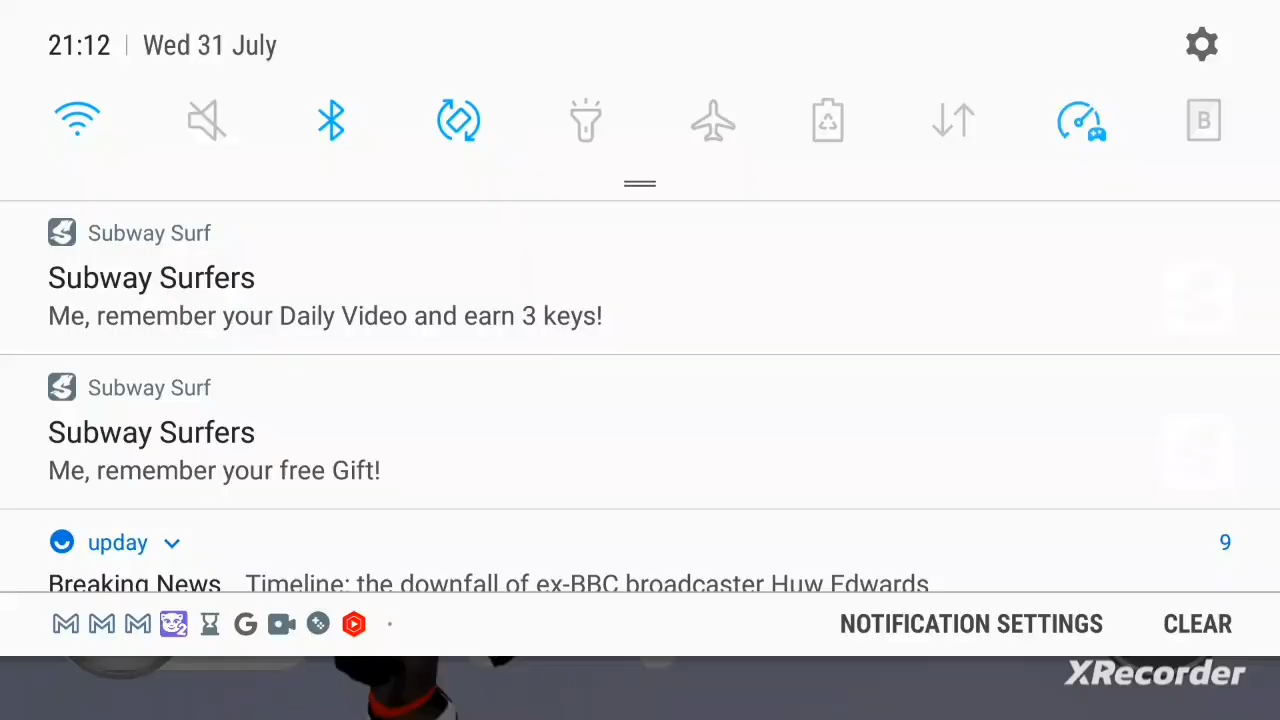 21:12 | Wed 31 July
B
Subway Surf
Subway Surfers
Me, remember your Daily Video and earn 3 keys!
Subway Surf
Subway Surfers
Me, remember your free Gift!
upday 9
Breaking News Timeline: the downfall of ex-BBC broadcaster Huw Edwards
NOTIFICATION SETTINGS CLEAR
XRecorder